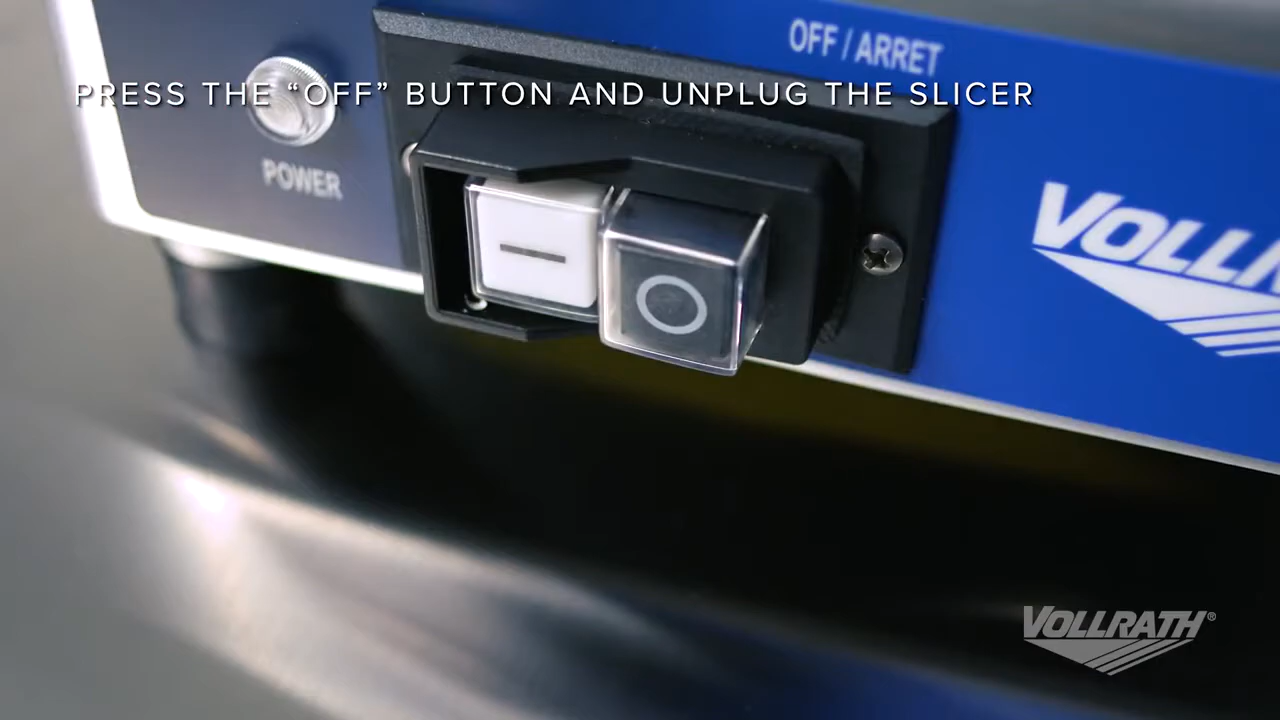 OFF / ARRET
PRESS THE “OFF” BUTTON AND UNPLUG THE SLICER
POWER
VOLLRATH®